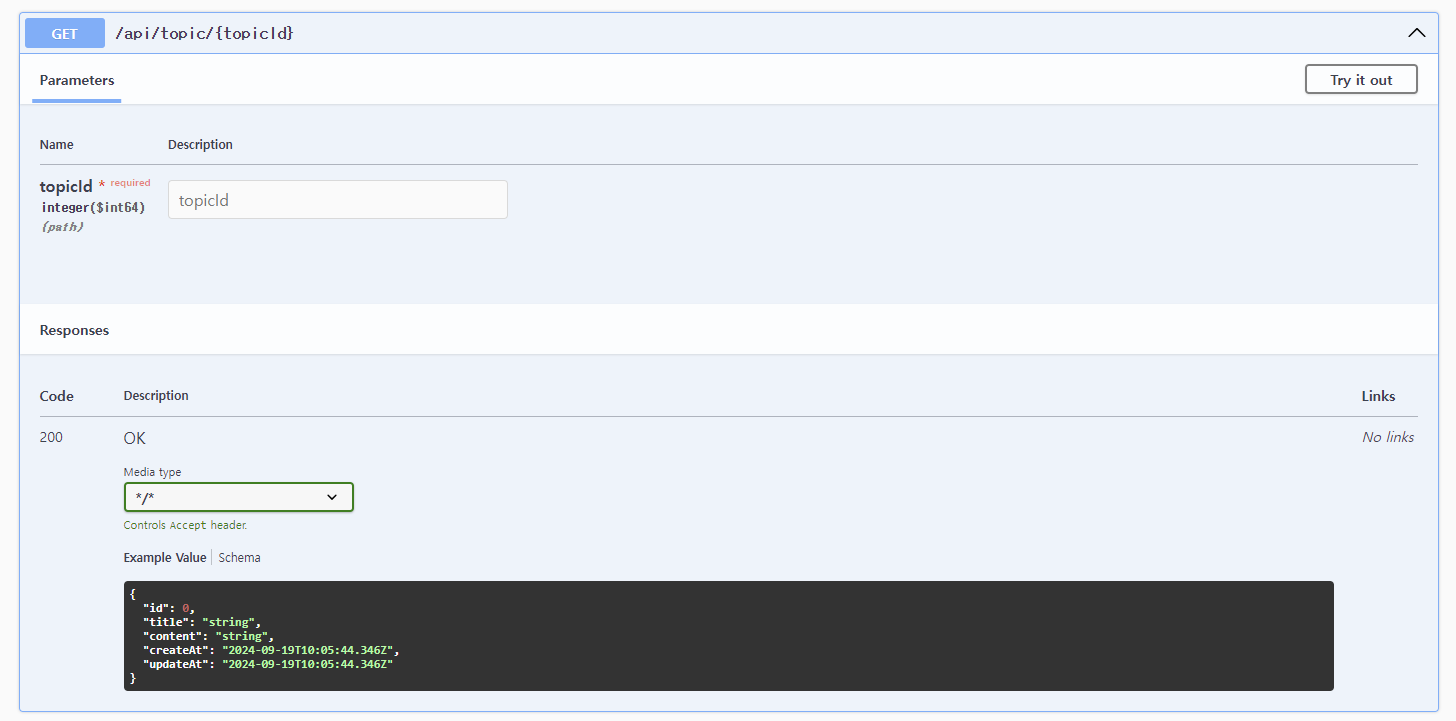 GET /api/topic/{topicId}
Parameters
Try it out
Name Description
topicId * required
integer($int64)
(path)
topicId
Responses
Code Description Links
200 OK No links
Media type
*/*
Controls Accept header.
Example Value Schema
{
  "id": 0,
  "title": "string",
  "content": "string",
  "createAt": "2024-09-19T10:05:44.346Z",
  "updateAt": "2024-09-19T10:05:44.346Z"
}